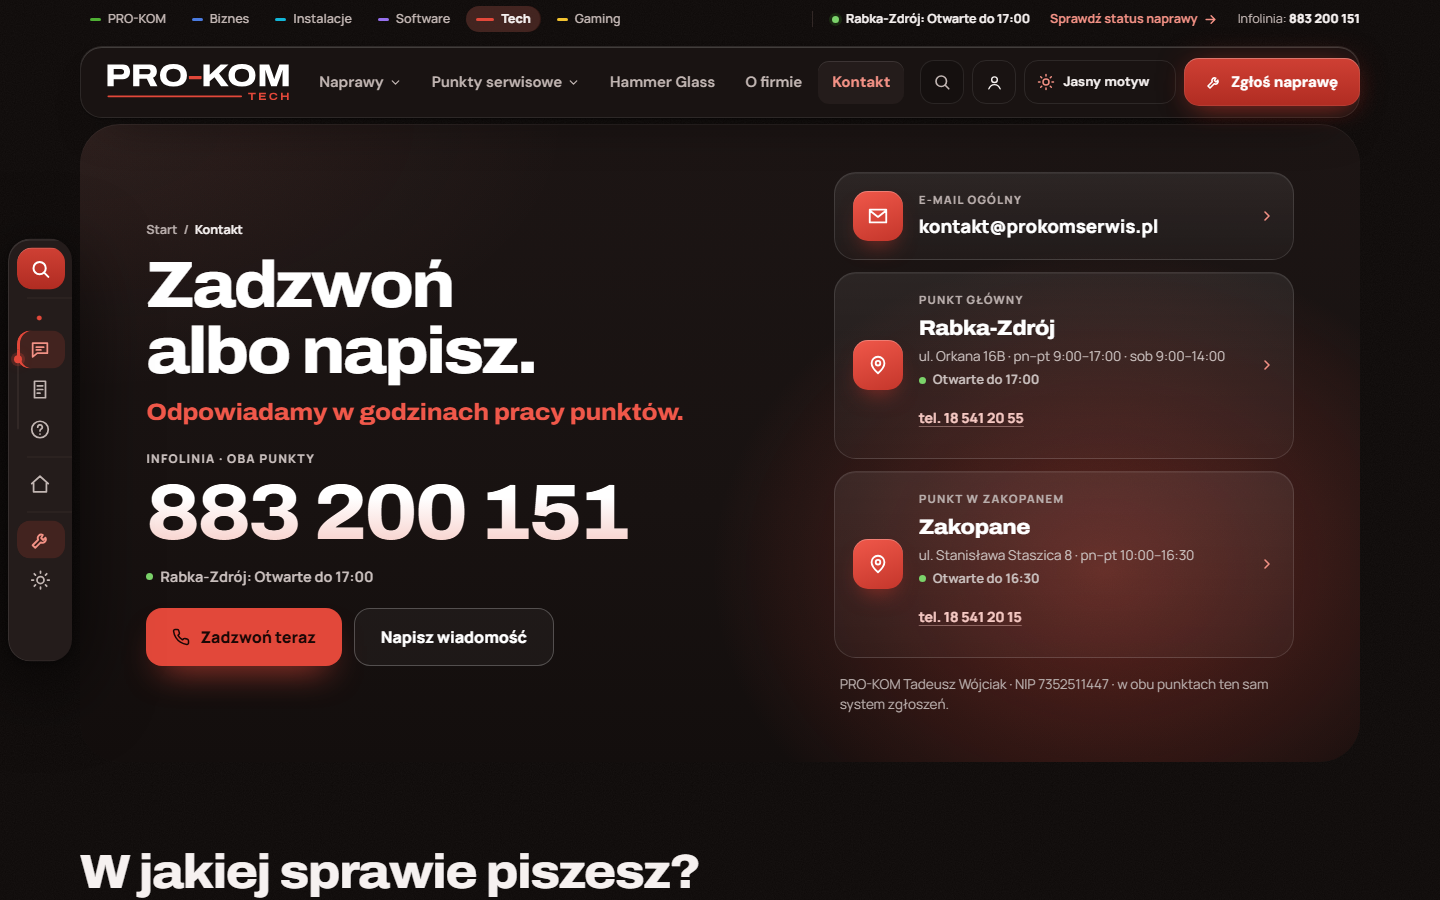 PRO-KOM
Biznes
Instalacje
Software
Tech
Gaming
Rabka-Zdrój: Otwarte do 17:00
Sprawdź status naprawy →
Infolinia: 883 200 151
PRO-KOM
TECH
Naprawy
Punkty serwisowe
Hammer Glass
O firmie
Kontakt
Jasny motyw
Zgłoś naprawę
Start / Kontakt
Zadzwoń
albo napisz.
Odpowiadamy w godzinach pracy punktów.
INFOLINIA · OBA PUNKTY
883 200 151
Rabka-Zdrój: Otwarte do 17:00
Zadzwoń teraz
Napisz wiadomość
E-MAIL OGÓLNY
kontakt@prokomserwis.pl
PUNKT GŁÓWNY
Rabka-Zdrój
ul. Orkana 16B · pn–pt 9:00–17:00 · sob 9:00–14:00
Otwarte do 17:00
tel. 18 541 20 55
PUNKT W ZAKOPANEM
Zakopane
ul. Stanisława Staszica 8 · pn–pt 10:00–16:30
Otwarte do 16:30
tel. 18 541 20 15
PRO-KOM Tadeusz Wójciak · NIP 7352511447 · w obu punktach ten sam
system zgłoszeń.
W jakiej sprawie piszesz?